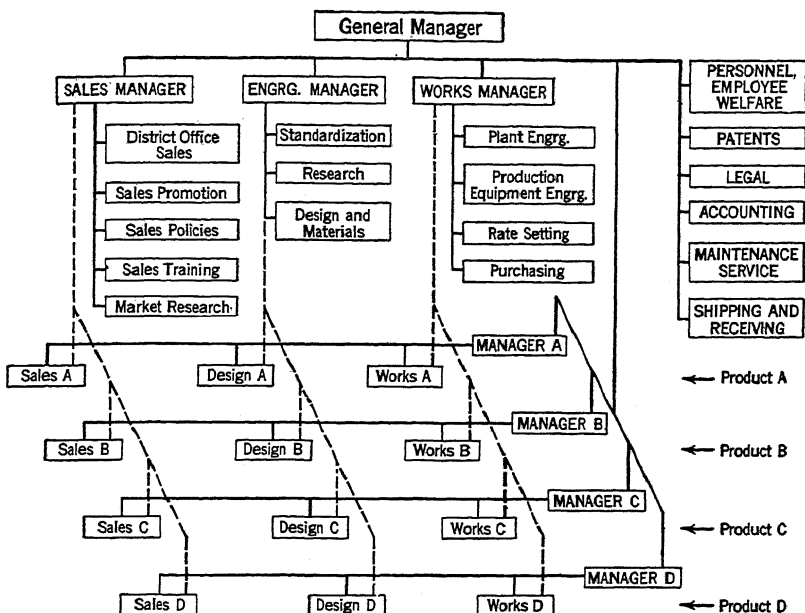 General Manager
SALES MANAGER
ENGRG. MANAGER
WORKS MANAGER
PERSONNEL,
EMPLOYEE
WELFARE
District Office
Sales
Standardization
Plant Engrg.
PATENTS
Sales Promotion
Research
Production
Equipment Engrg.
LEGAL
Sales Policies
Design and
Materials
Rate Setting
ACCOUNTING
Sales Training
Purchasing
MAINTENANCE
SERVICE
Market Research
SHIPPING AND
RECEIVING
MANAGER A
Sales A
Design A
Works A
Product A
MANAGER B
Sales B
Design B
Works B
Product B
MANAGER C
Sales C
Design C
Works C
Product C
MANAGER D
Sales D
Design D
Works D
Product D